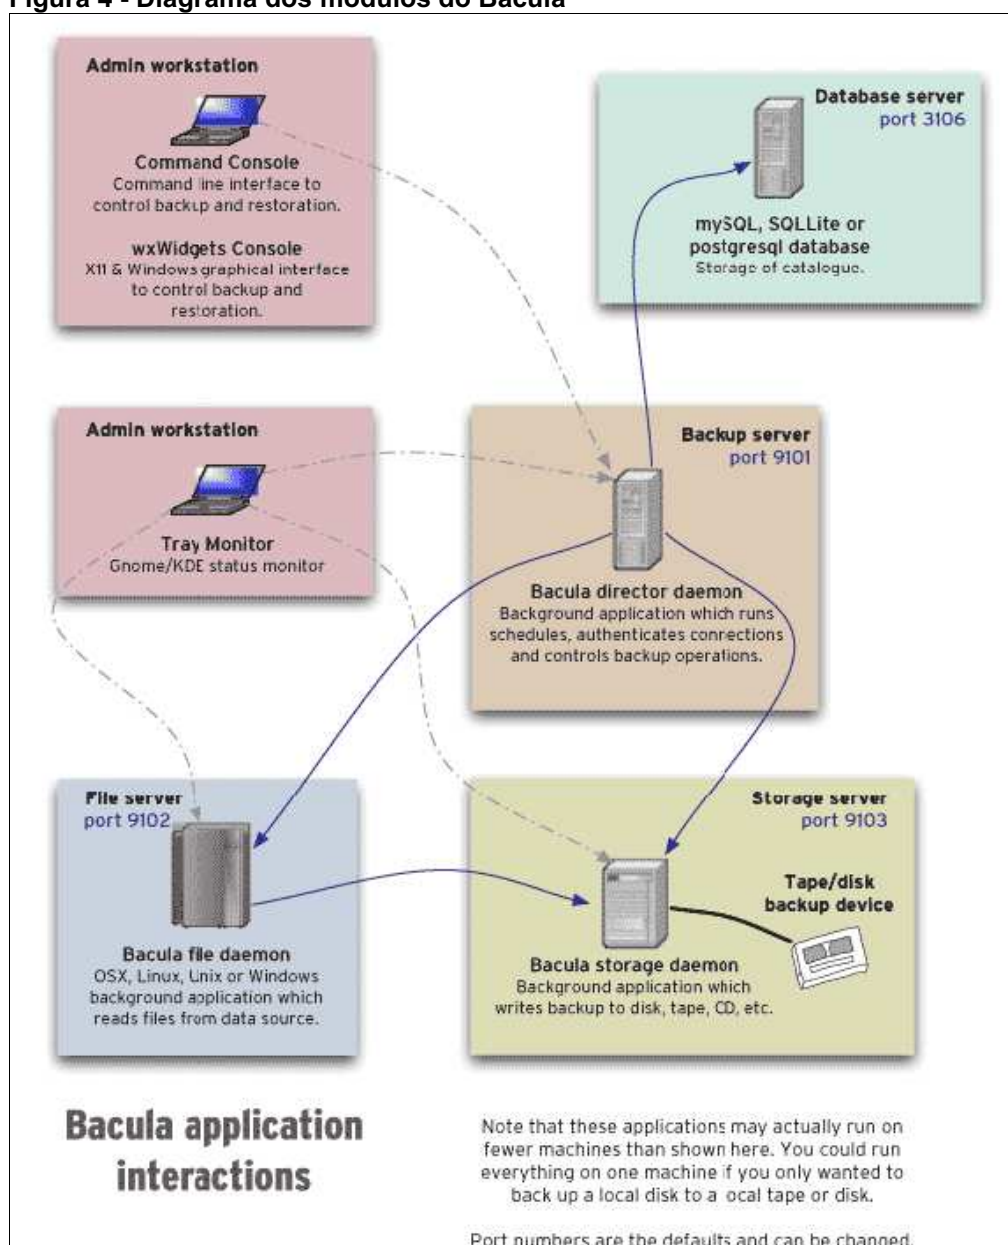 Figura 4 - Diagrama dos módulos do Bacula
Admin workstation
Command Console
Command line interface to
control backup and restoration.
wxWidgets Console
X11 & Windows graphical interface
to control backup and
restoration.
Database server
port 3106
mySQL, SQLLite or
postgresql database
Storage of catalogue.
Admin workstation
Tray Monitor
Gnome/KDE status monitor
Backup server
port 9101
Bacula director daemon
Background application which runs
schedules, authenticates connections
and controls backup operations.
File server
port 9102
Bacula file daemon
OSX, Linux, Unix or Windows
background application which
reads files from data source.
Storage server
port 9103
Tape/disk
backup device
Bacula storage daemon
Background application which
writes backup to disk, tape, CD, etc.
Bacula application
interactions
Note that these applications may actually run on
fewer machines than shown here. You could run
everything on one machine if you only wanted to
back up a local disk to a local tape or disk.
Port numbers are the defaults and can be changed.